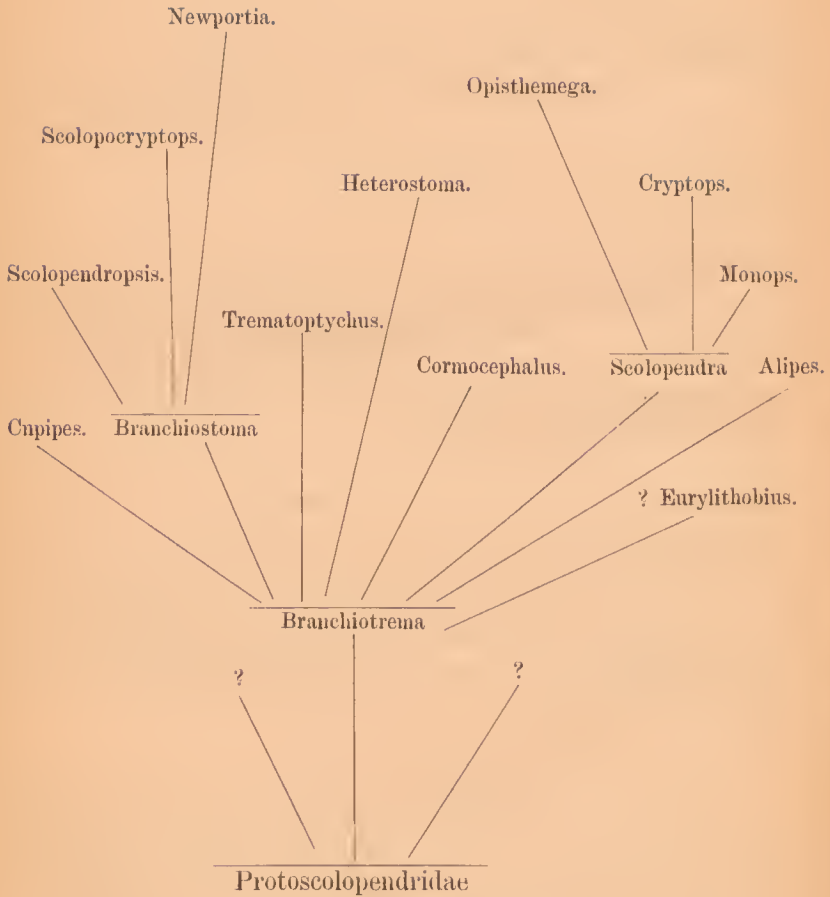 Newportia.
Opisthemega.
Scolopocryptops.
Heterostoma.
Cryptops.
Scolopendropsis.
Monops.
Trematoptychus.
Cormocephalus.
Scolopendra
Alipes.
Cupipes.
Branchiostoma
? Eurylithobius.
Branchiotrema
?
?
Protoscolopendridae